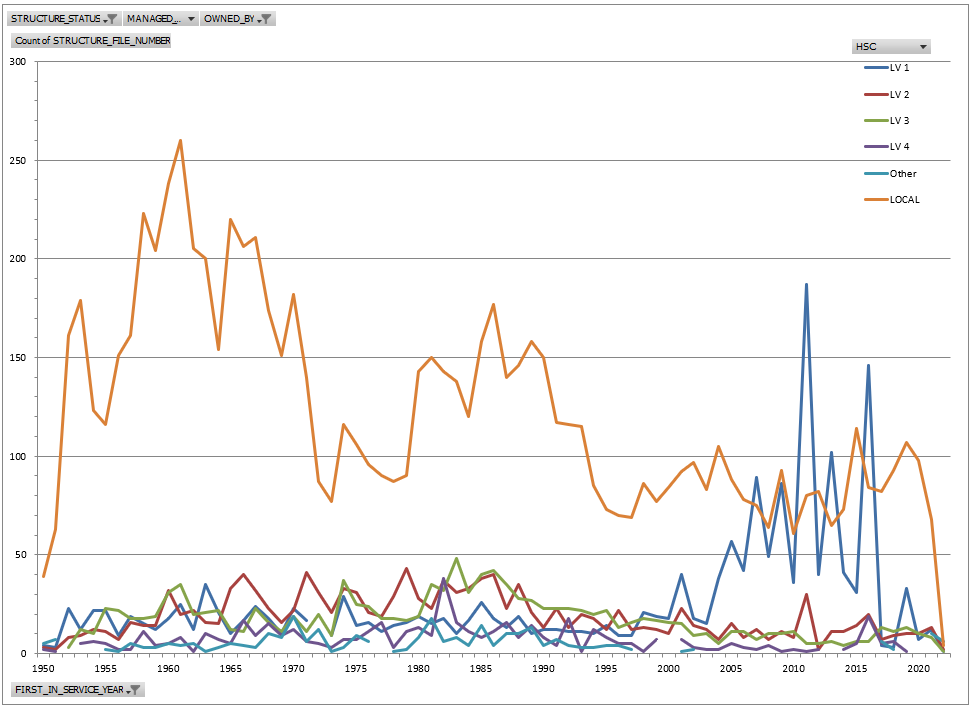 STRUCTURE_STATUS MANAGED_... OWNED_BY
Count of STRUCTURE_FILE_NUMBER
HSC
300
LV 1
LV 2
LV 3
LV 4
Other
LOCAL
250
200
150
100
50
0
1950 1955 1960 1965 1970 1975 1980 1985 1990 1995 2000 2005 2010 2015 2020
FIRST_IN_SERVICE_YEAR